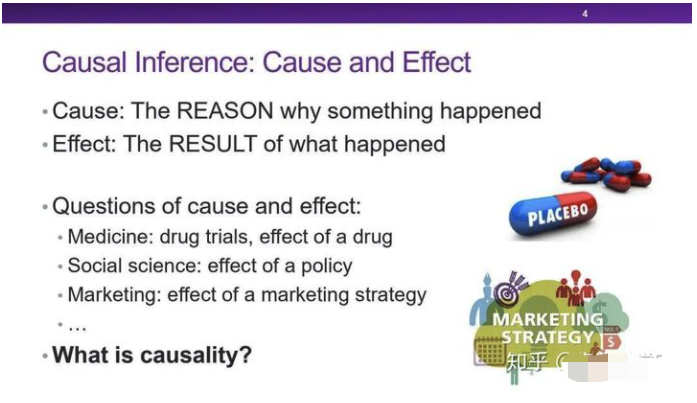 4
Causal Inference: Cause and Effect
• Cause: The REASON why something happened
• Effect: The RESULT of what happened
• Questions of cause and effect:
• Medicine: drug trials, effect of a drug
• Social science: effect of a policy
• Marketing: effect of a marketing strategy
• …
• What is causality?
PLACEBO
MARKETING
STRATEGY
$
知乎 @